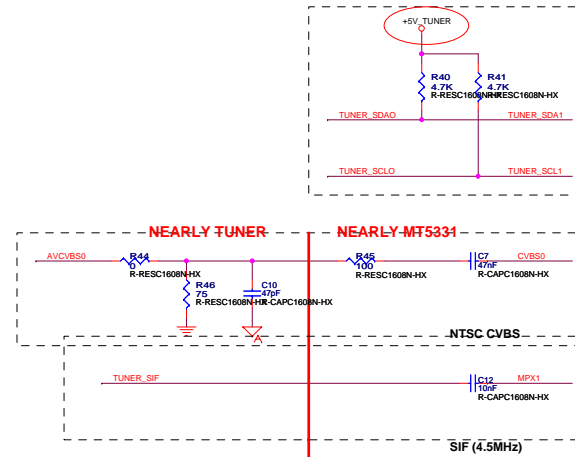 +5V_TUNER
R40
4.7K
R-RESC1608N-HX
R41
4.7K
R-RESC1608N-HX
TUNER_SDAO
TUNER_SDA1
TUNER_SCLO
TUNER_SCL1
NEARLY TUNER
NEARLY MT5331
AVCVBS0
R44
0
R-RESC1608N-HX
R45
100
R-RESC1608N-HX
C7
47nF
R-CAPC1608N-HX
CVBS0
R46
75
R-RESC1608N-HX
C10
47pF
R-CAPC1608N-HX
A
NTSC CVBS
TUNER_SIF
C12
10nF
R-CAPC1608N-HX
MPX1
SIF (4.5MHz)